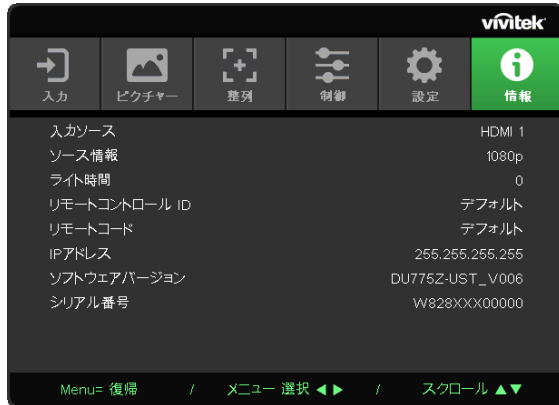 vivitek
入力 ピクチャー 整列 制御 設定 情報
入力ソース HDMI 1
ソース情報 1080p
ライト時間 0
リモートコントロール ID デフォルト
リモートコード デフォルト
IPアドレス 255.255.255.255
ソフトウェアバージョン DU775Z-UST_V006
シリアル番号 W828XXX00000
Menu= 復帰 / メニュー 選択 ◀ ▶ / スクロール ▲▼